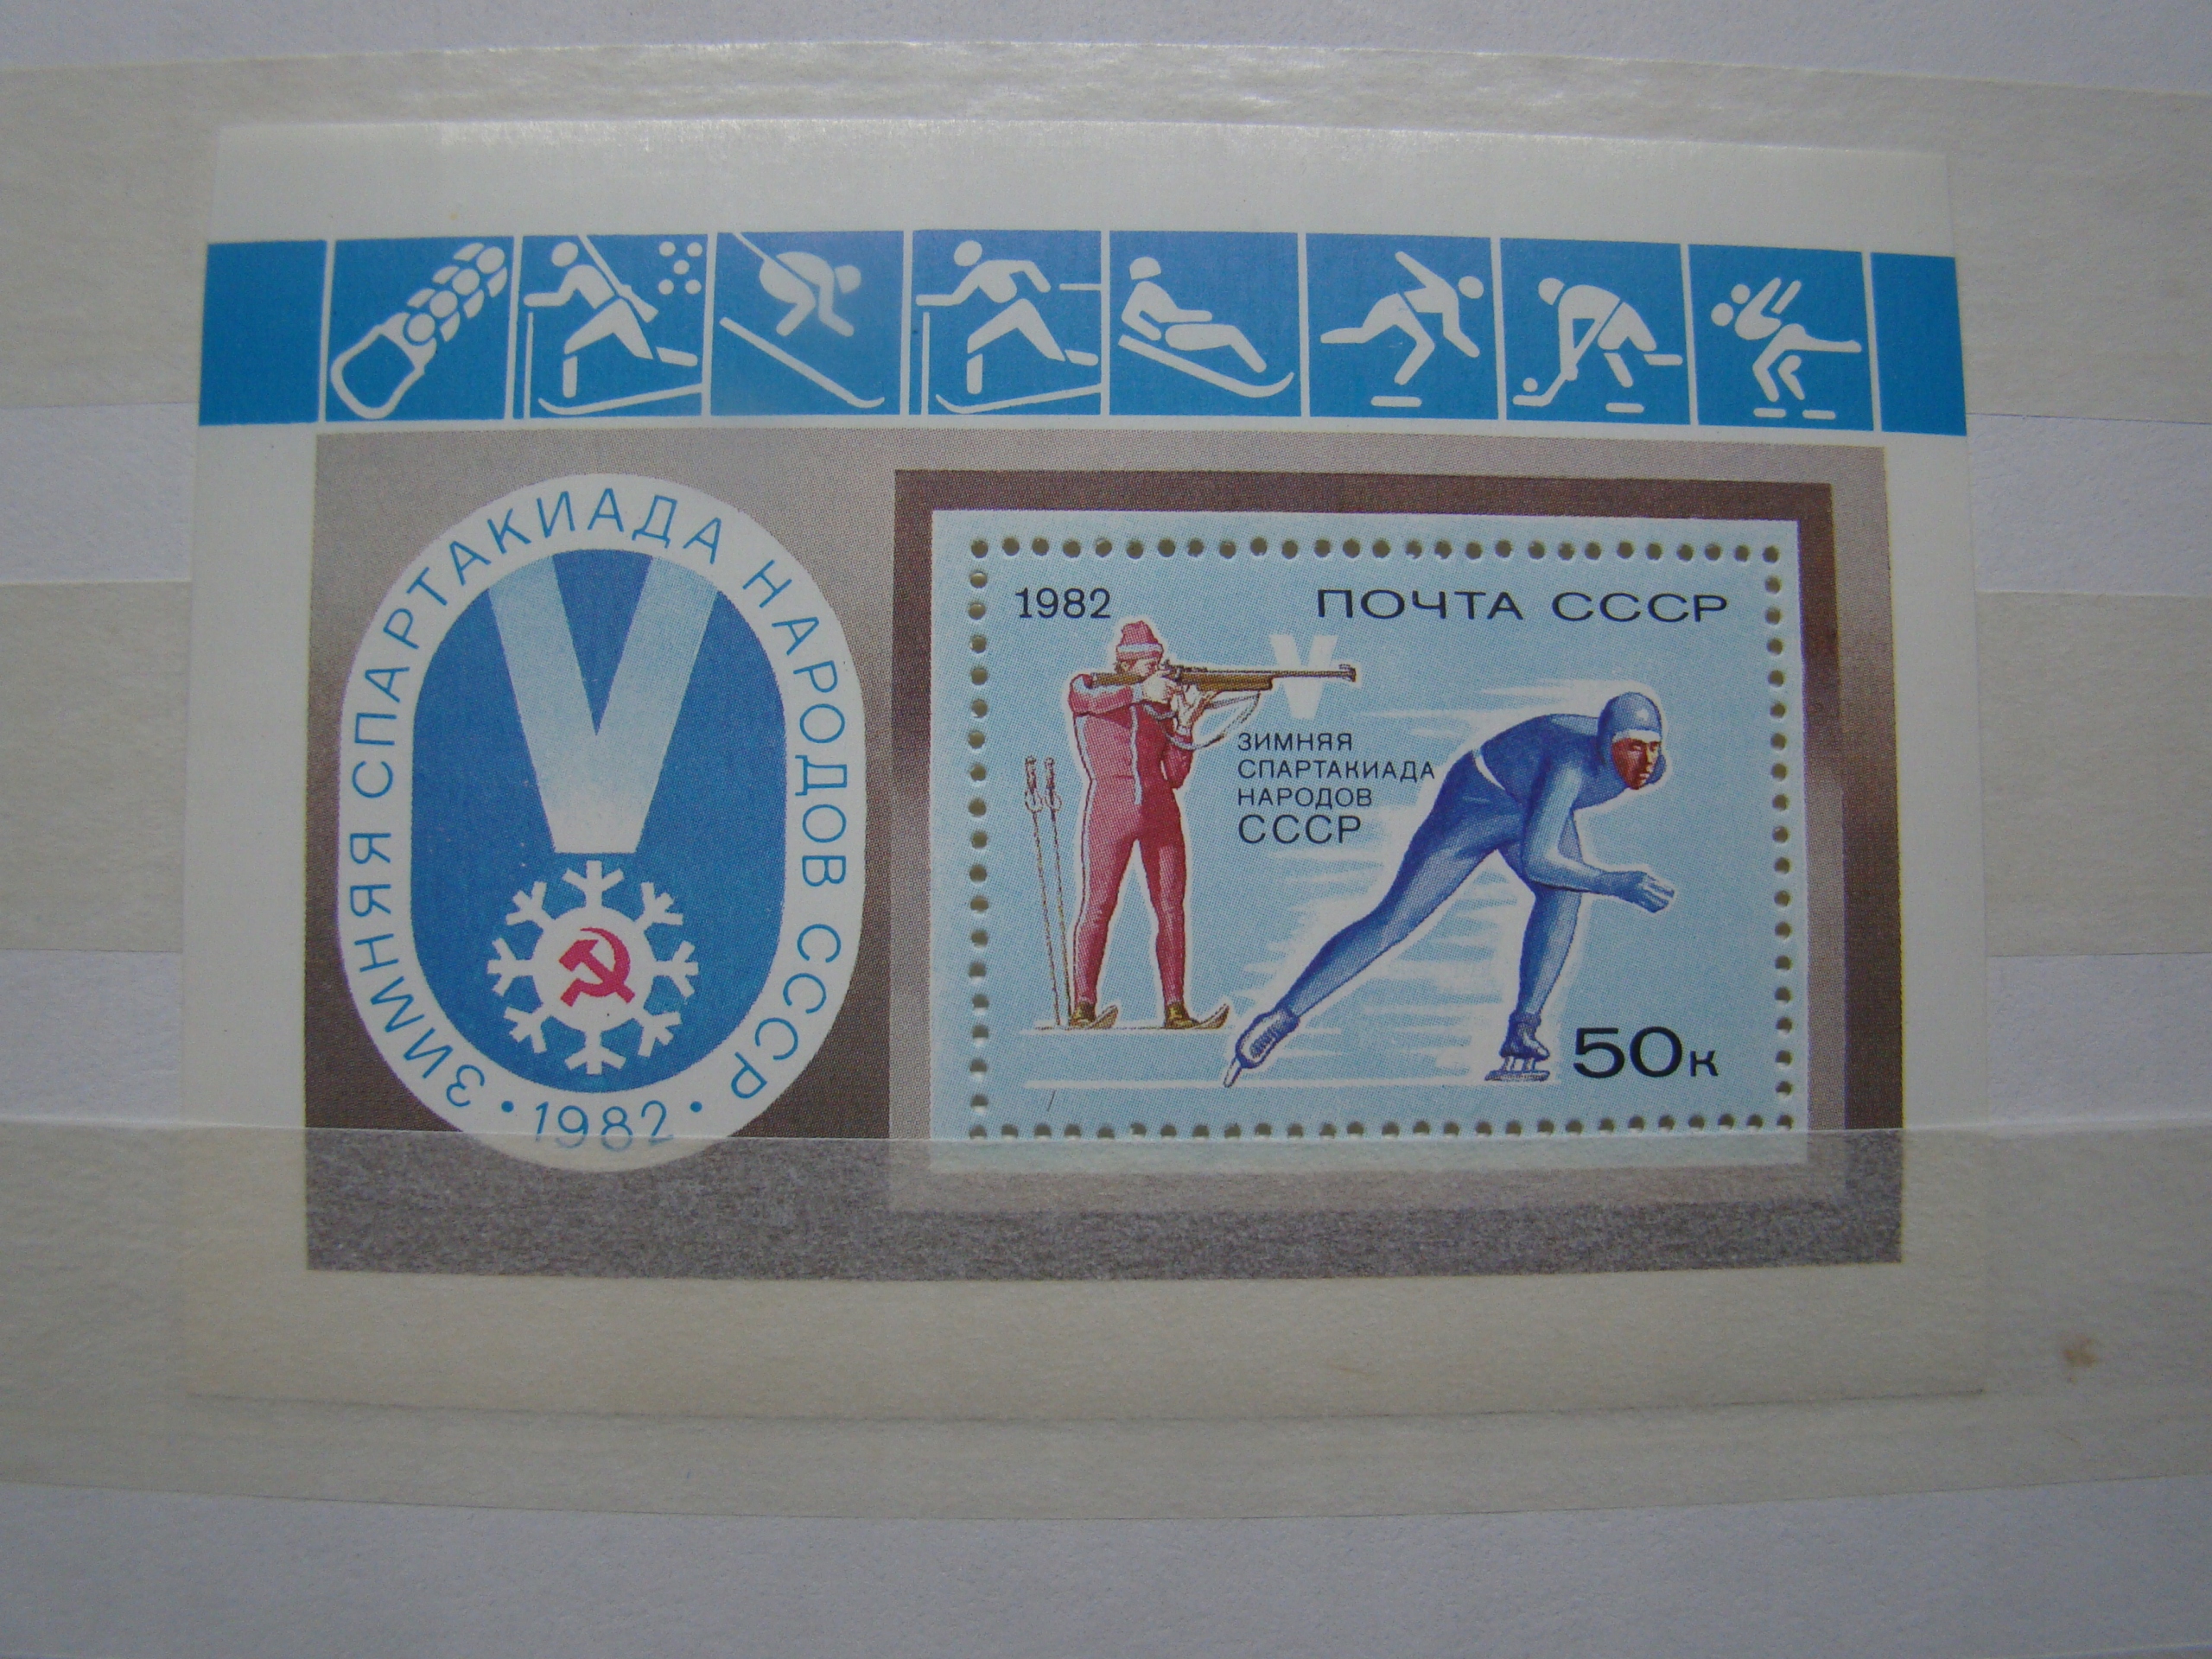 ЗИМНЯЯ СПАРТАКИАДА НАРОДОВ СССР
• 1982 •
V
1982
ПОЧТА СССР
V
ЗИМНЯЯ
СПАРТАКИАДА
НАРОДОВ
СССР
50к